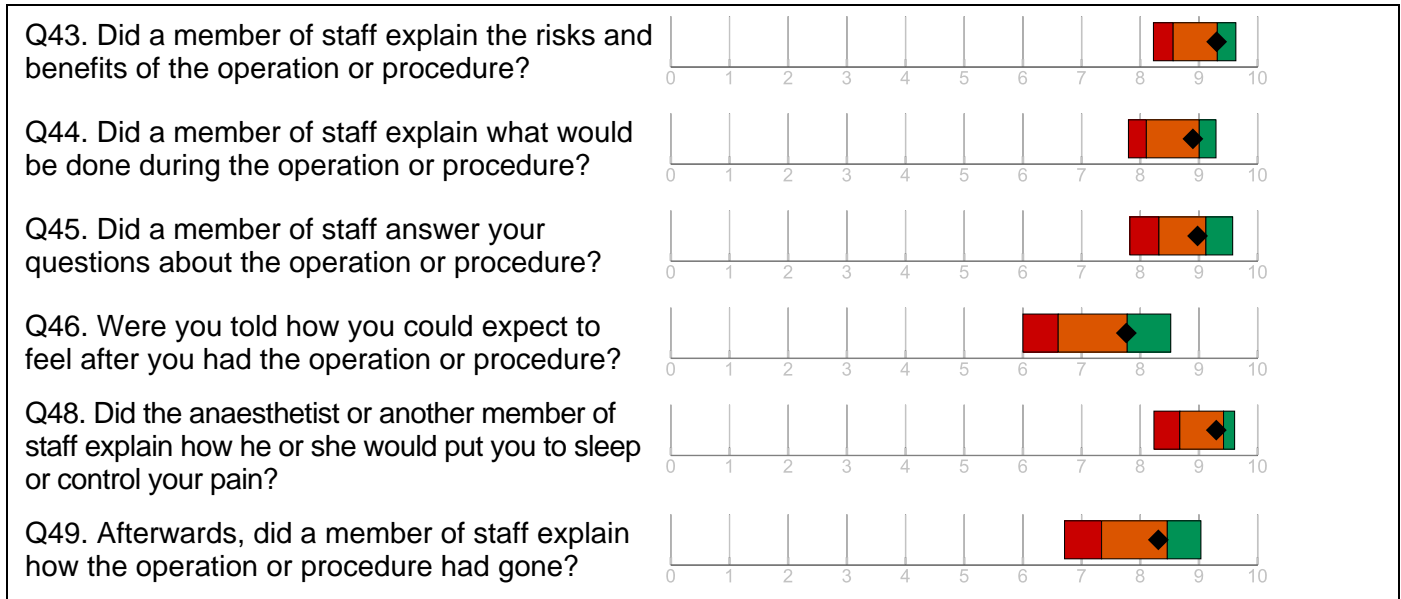 Q43. Did a member of staff explain the risks and
benefits of the operation or procedure?
0 1 2 3 4 5 6 7 8 9 10
Q44. Did a member of staff explain what would
be done during the operation or procedure?
0 1 2 3 4 5 6 7 8 9 10
Q45. Did a member of staff answer your
questions about the operation or procedure?
0 1 2 3 4 5 6 7 8 9 10
Q46. Were you told how you could expect to
feel after you had the operation or procedure?
0 1 2 3 4 5 6 7 8 9 10
Q48. Did the anaesthetist or another member of
staff explain how he or she would put you to sleep
or control your pain?
0 1 2 3 4 5 6 7 8 9 10
Q49. Afterwards, did a member of staff explain
how the operation or procedure had gone?
0 1 2 3 4 5 6 7 8 9 10